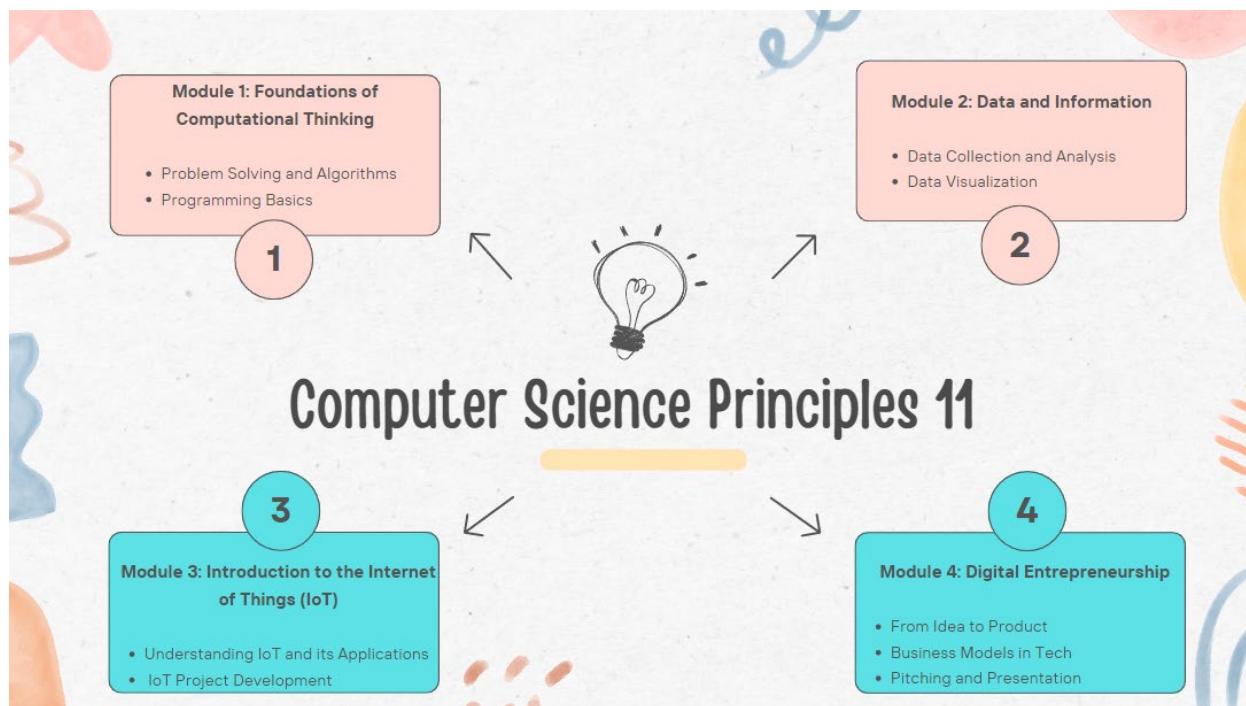 Module 1: Foundations of
Computational Thinking
• Problem Solving and Algorithms
• Programming Basics
1
Module 2: Data and Information
• Data Collection and Analysis
• Data Visualization
2
Computer Science Principles 11
3
Module 3: Introduction to the Internet
of Things (IoT)
• Understanding IoT and its Applications
• IoT Project Development
4
Module 4: Digital Entrepreneurship
• From Idea to Product
• Business Models in Tech
• Pitching and Presentation